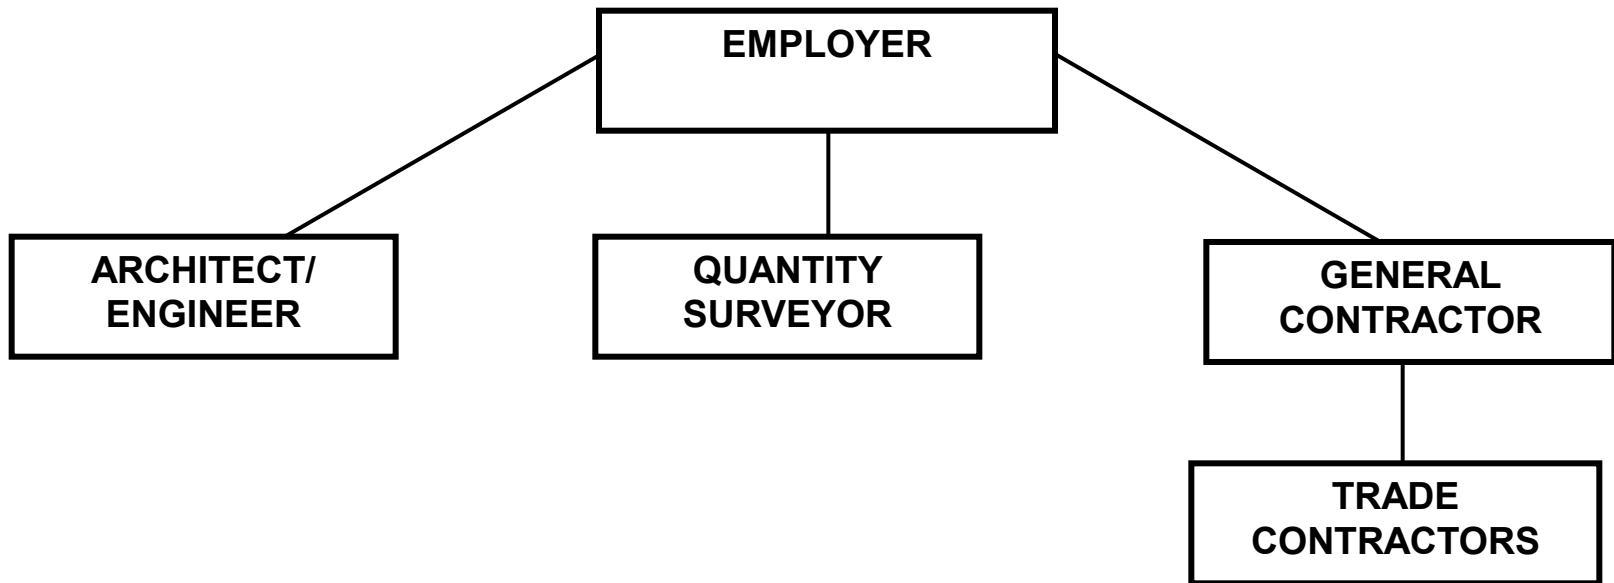 EMPLOYER
ARCHITECT/
ENGINEER
QUANTITY
SURVEYOR
GENERAL
CONTRACTOR
TRADE
CONTRACTORS